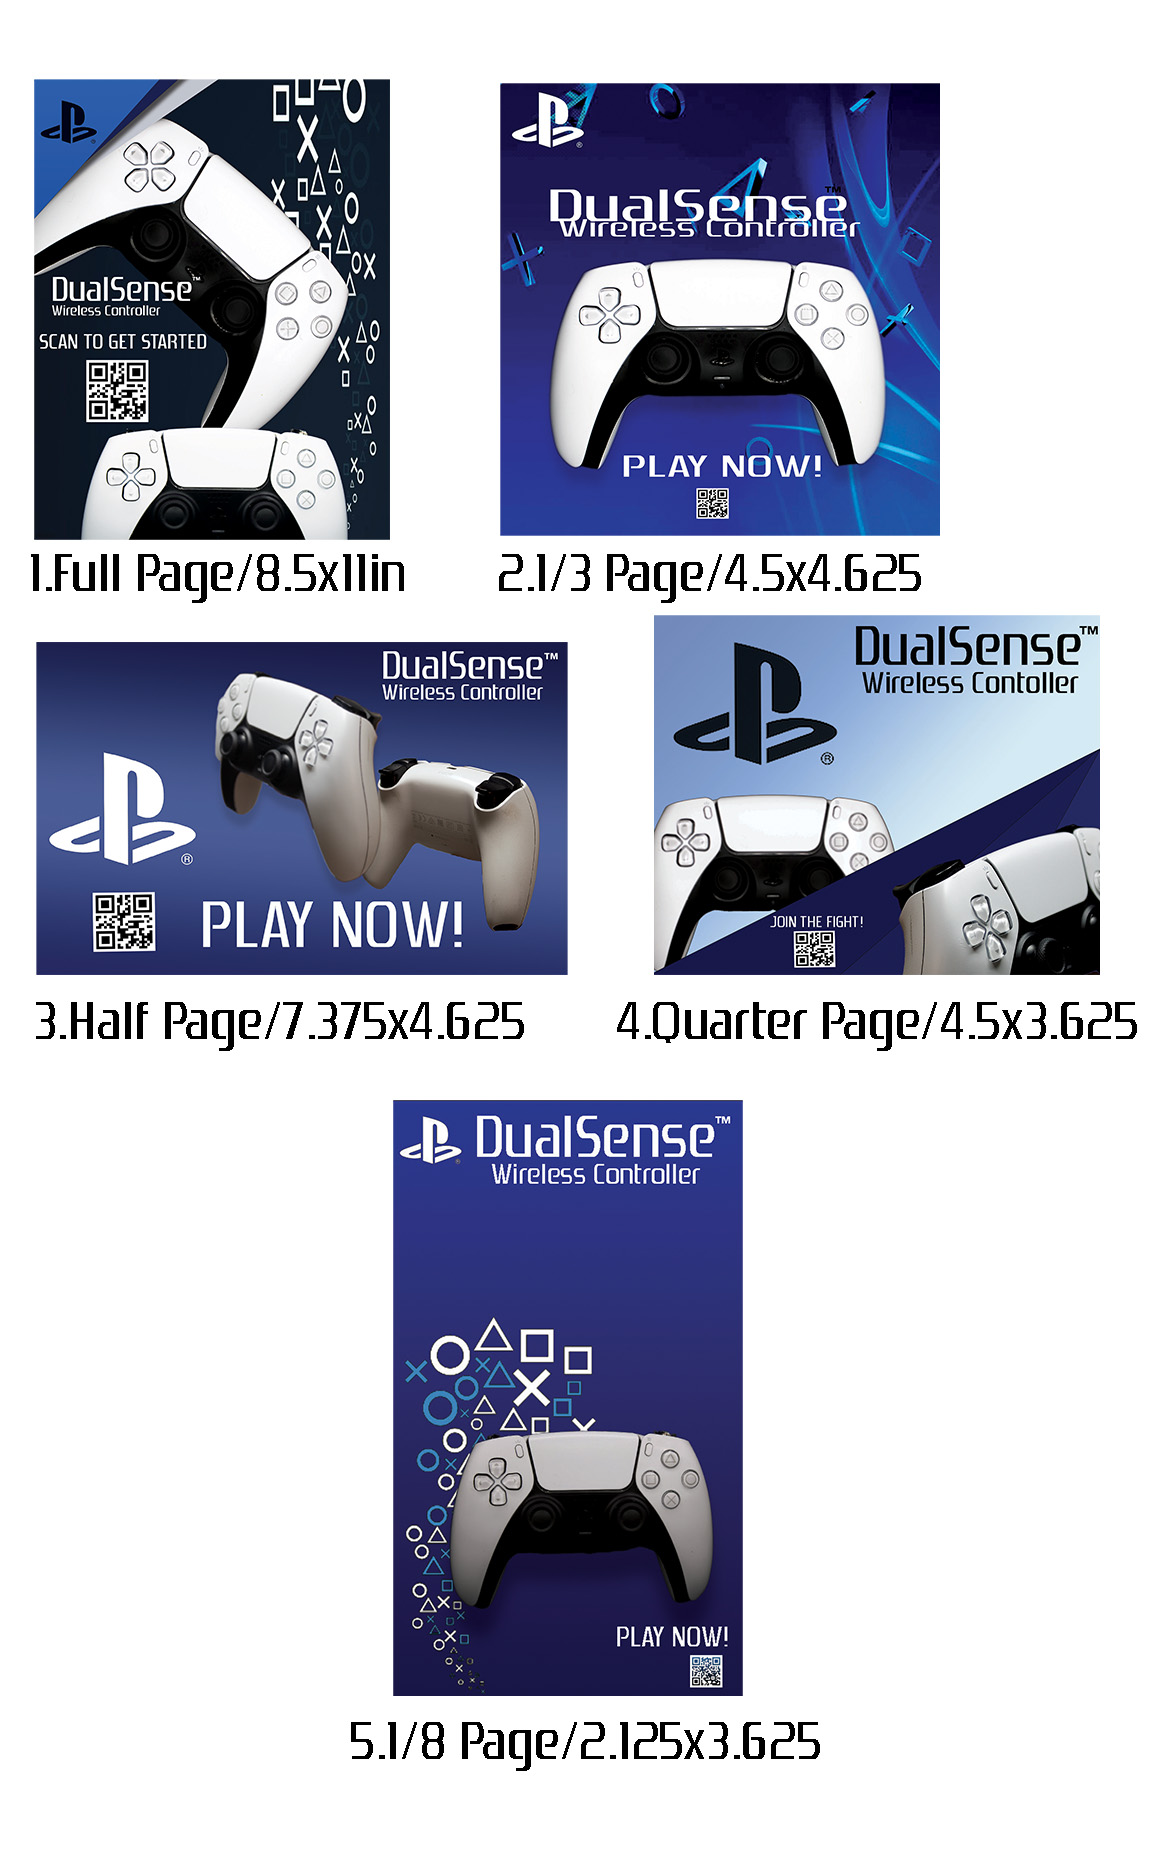 DualSense™
Wireless Controller
SCAN TO GET STARTED
1.Full Page/8.5x11in
®
DualSense™
Wireless Controller
PLAY NOW!
2.1/3 Page/4.5x4.625
DualSense™
Wireless Controller
®
PLAY NOW!
3.Half Page/7.375x4.625
DualSense™
Wireless Contoller
®
JOIN THE FIGHT!
4.Quarter Page/4.5x3.625
DualSense™
Wireless Controller
PLAY NOW!
5.1/8 Page/2.125x3.625